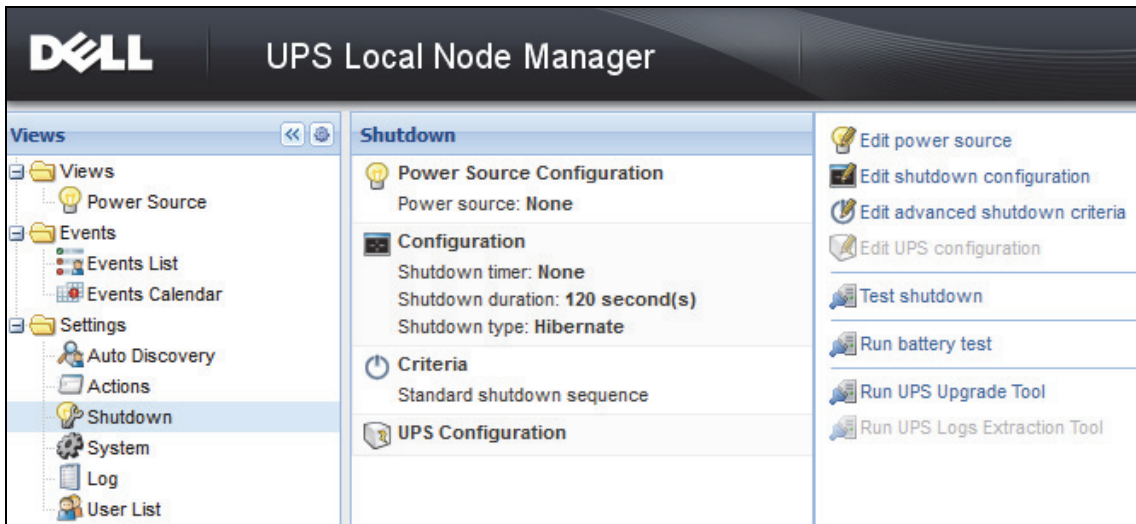 DELL
UPS Local Node Manager
Views
Views
Power Source
Events
Events List
Events Calendar
Settings
Auto Discovery
Actions
Shutdown
System
Log
User List
Shutdown
Power Source Configuration
Power source: None
Configuration
Shutdown timer: None
Shutdown duration: 120 second(s)
Shutdown type: Hibernate
Criteria
Standard shutdown sequence
UPS Configuration
Edit power source
Edit shutdown configuration
Edit advanced shutdown criteria
Edit UPS configuration
Test shutdown
Run battery test
Run UPS Upgrade Tool
Run UPS Logs Extraction Tool